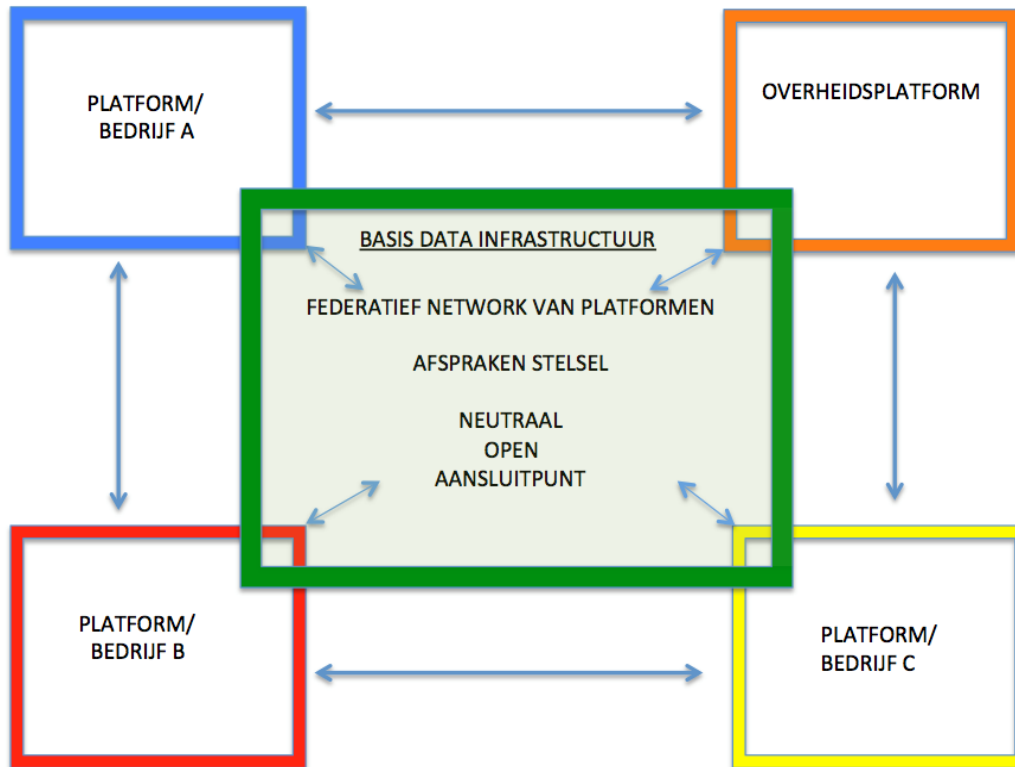 PLATFORM/
BEDRIJF A
OVERHEIDSPLATFORM
BASIS DATA INFRASTRUCTUUR
FEDERATIEF NETWORK VAN PLATFORMEN
AFSPRAKEN STELSEL
NEUTRAAL
OPEN
AANSLUITPUNT
PLATFORM/
BEDRIJF B
PLATFORM/
BEDRIJF C